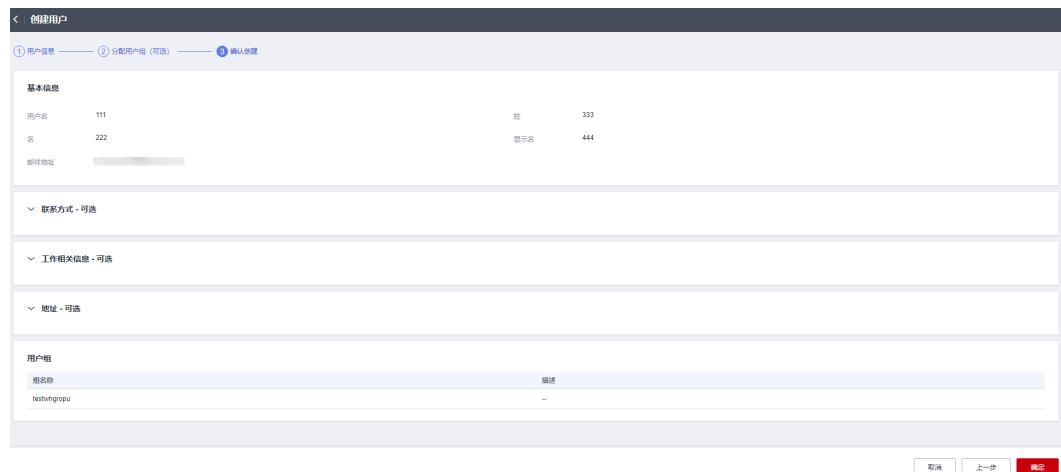 创建用户
1 用户信息 2 分配用户组（可选） 3 确认创建
基本信息
用户名 111 姓 333
名 222 显示名 444
邮件地址
联系方式 - 可选
工作相关信息 - 可选
地址 - 可选
用户组
组名称 描述
testwhgropu --
取消 上一步 确定